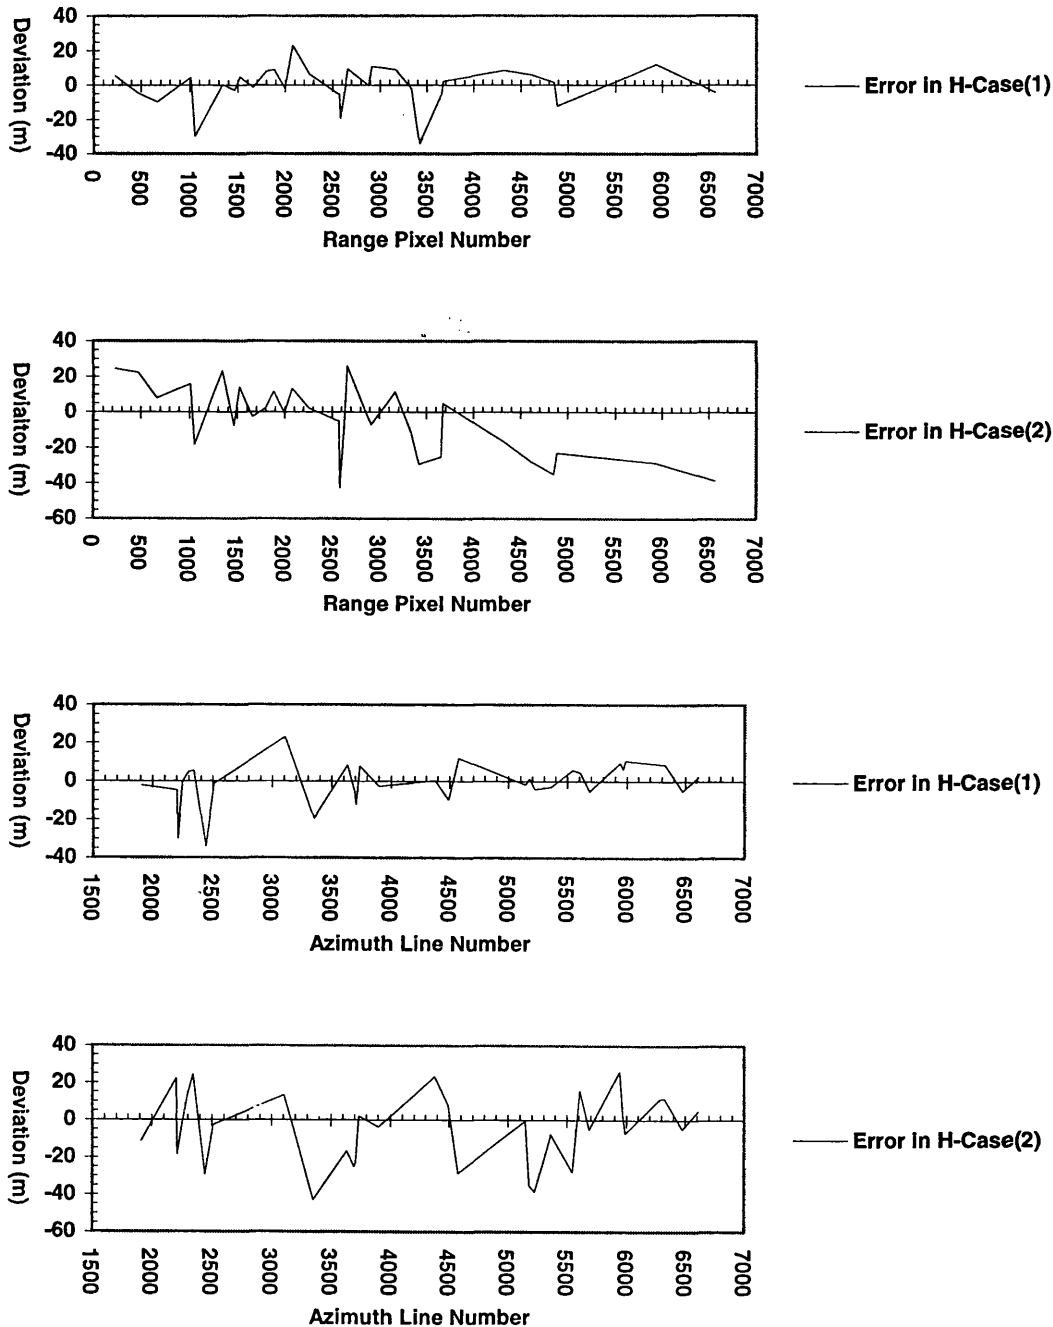 40
20
0
-20
-40
Deviation (m)
0 500 1000 1500 2000 2500 3000 3500 4000 4500 5000 5500 6000 6500 7000
Range Pixel Number
Error in H-Case(1)
40
20
0
-20
-40
-60
Deviaiton (m)
0 500 1000 1500 2000 2500 3000 3500 4000 4500 5000 5500 6000 6500 7000
Range Pixel Number
Error in H-Case(2)
40
20
0
-20
-40
Deviation (m)
1500 2000 2500 3000 3500 4000 4500 5000 5500 6000 6500 7000
Azimuth Line Number
Error in H-Case(1)
40
20
0
-20
-40
-60
Deviation (m)
1500 2000 2500 3000 3500 4000 4500 5000 5500 6000 6500 7000
Azimuth Line Number
Error in H-Case(2)